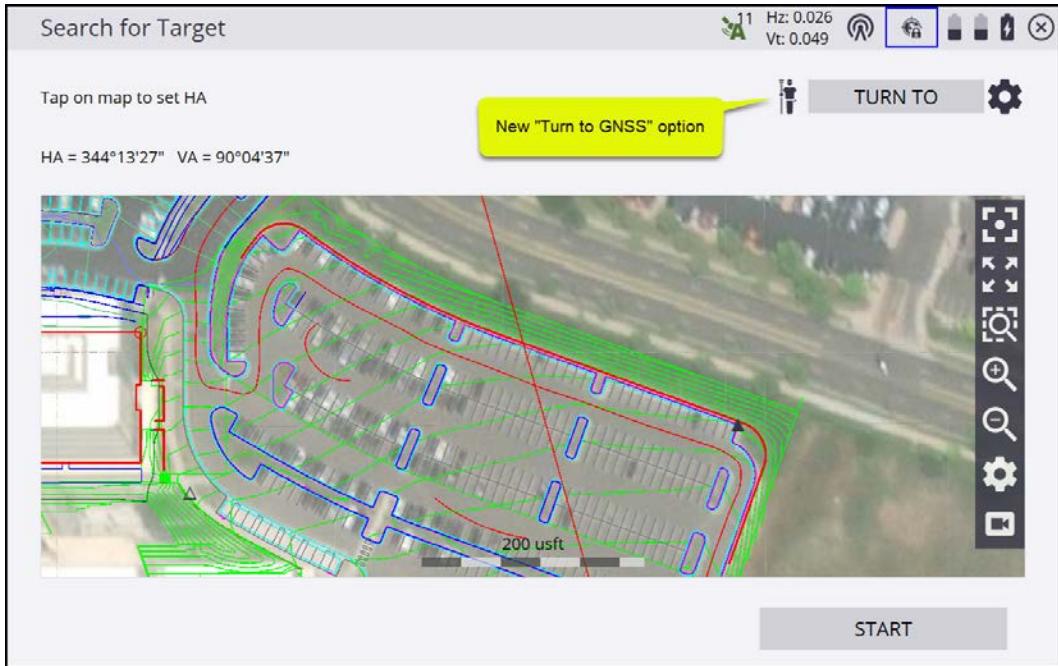 Search for Target
11
Hz: 0.026
Vt: 0.049
Tap on map to set HA
New "Turn to GNSS" option
TURN TO
HA = 344°13'27" VA = 90°04'37"
200 usft
START